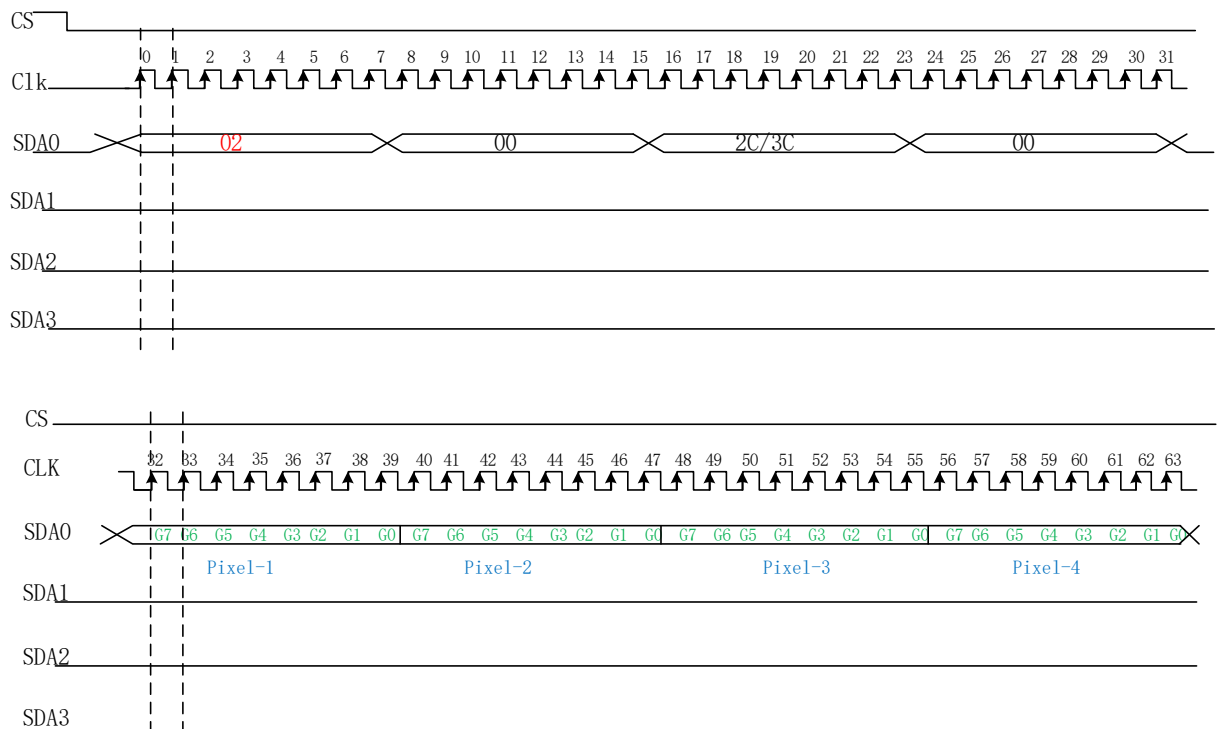 CS
0 1 2 3 4 5 6 7 8 9 10 11 12 13 14 15 16 17 18 19 20 21 22 23 24 25 26 27 28 29 30 31
Clk
SDA0 02 00 2C/3C 00
SDA1
SDA2
SDA3
CS
32 33 34 35 36 37 38 39 40 41 42 43 44 45 46 47 48 49 50 51 52 53 54 55 56 57 58 59 60 61 62 63
CLK
SDA0 G7 G6 G5 G4 G3 G2 G1 G0 G7 G6 G5 G4 G3 G2 G1 G0 G7 G6 G5 G4 G3 G2 G1 G0 G7 G6 G5 G4 G3 G2 G1 G0
Pixel-1 Pixel-2 Pixel-3 Pixel-4
SDA1
SDA2
SDA3